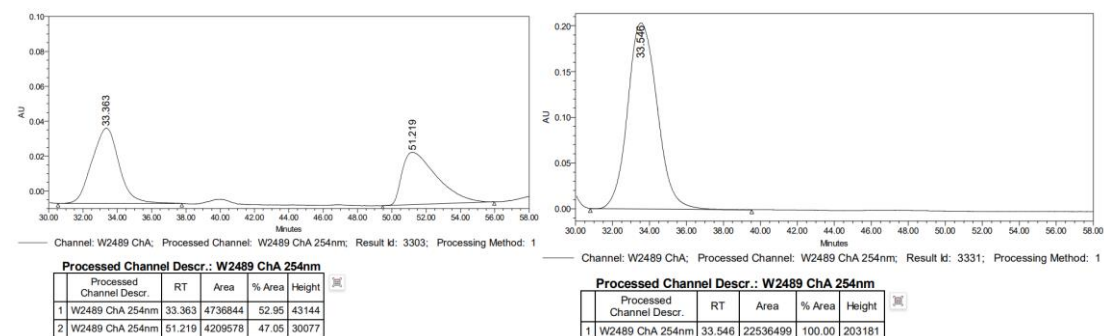 0.10
0.08
0.06
0.04
0.02
0.00
AU
33.363
51.219
30.00 32.00 34.00 36.00 38.00 40.00 42.00 44.00 46.00 48.00 50.00 52.00 54.00 56.00 58.00
Minutes
Channel: W2489 ChA; Processed Channel: W2489 ChA 254nm; Result Id: 3303; Processing Method: 1
Processed Channel Descr.: W2489 ChA 254nm
Processed Channel Descr. RT Area % Area Height
1 W2489 ChA 254nm 33.363 4736844 52.95 43144
2 W2489 ChA 254nm 51.219 4209578 47.05 30077
0.20
0.15
0.10
0.05
0.00
AU
33.546
30.00 32.00 34.00 36.00 38.00 40.00 42.00 44.00 46.00 48.00 50.00 52.00 54.00 56.00 58.00
Minutes
Channel: W2489 ChA; Processed Channel: W2489 ChA 254nm; Result Id: 3331; Processing Method: 1
Processed Channel Descr.: W2489 ChA 254nm
Processed Channel Descr. RT Area % Area Height
1 W2489 ChA 254nm 33.546 22536499 100.00 203181